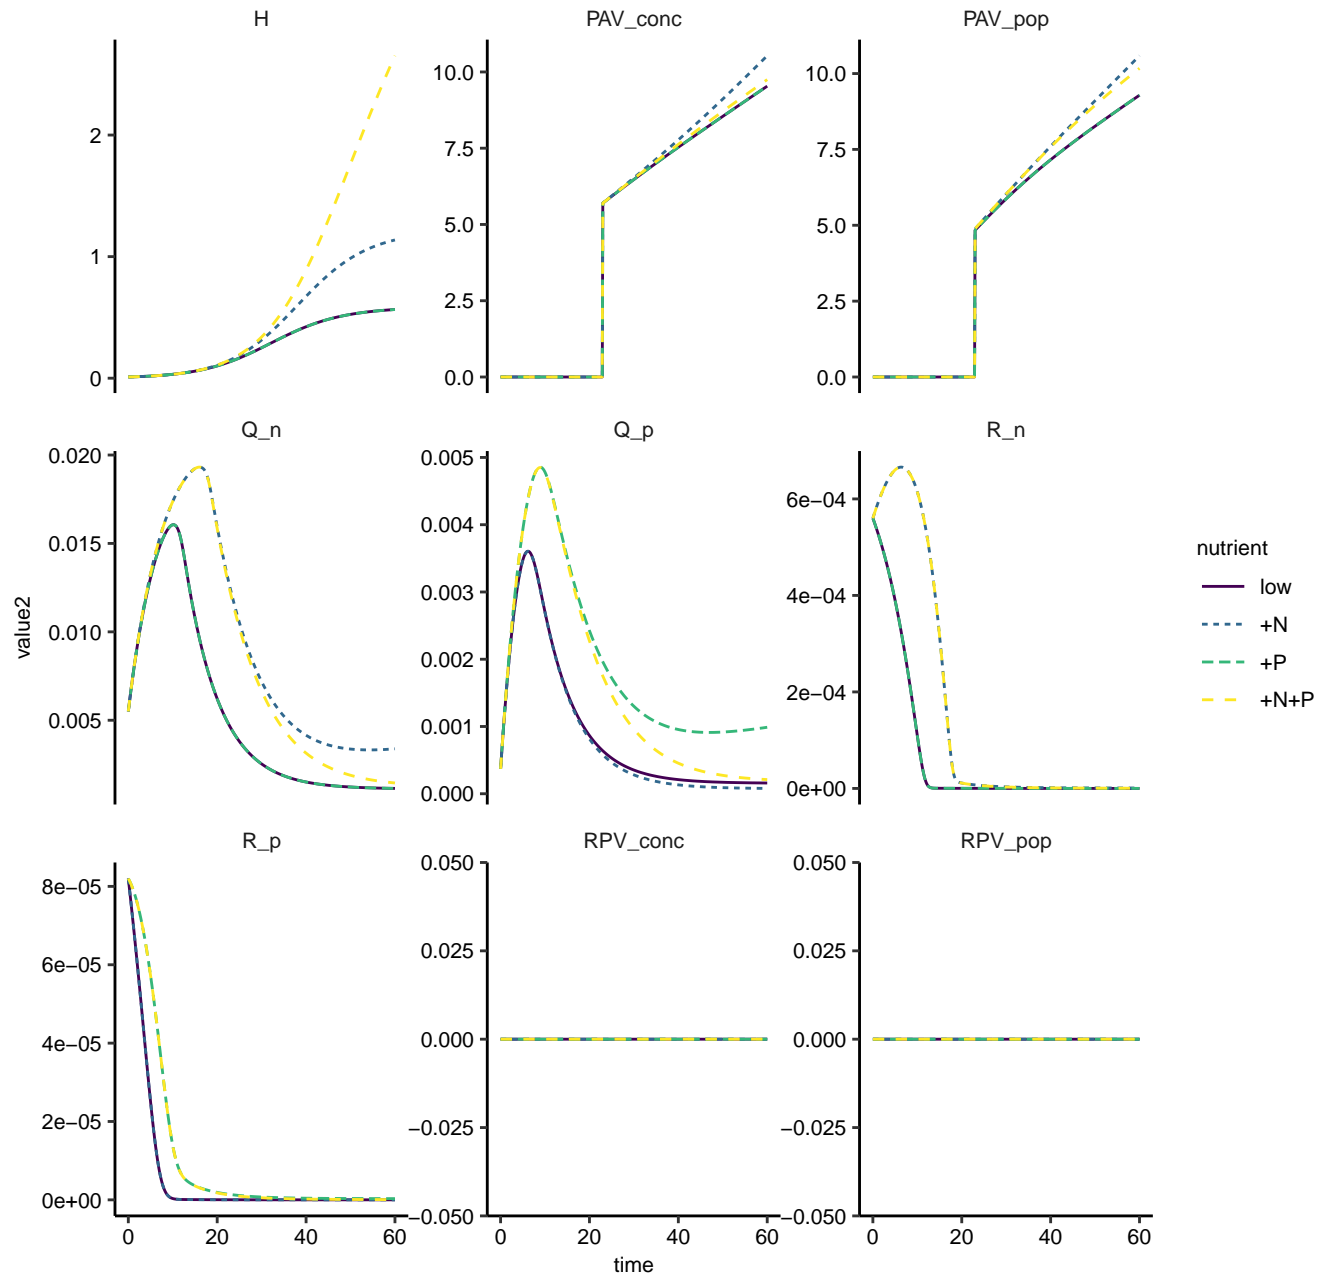 H
PAV_conc
PAV_pop
2
1
0
10.0
7.5
5.0
2.5
0.0
10.0
7.5
5.0
2.5
0.0
Q_n
Q_p
R_n
0.020
0.015
0.010
0.005
0.005
0.004
0.003
0.002
0.001
0.000
6e−04
4e−04
2e−04
0e+00
R_p
RPV_conc
RPV_pop
8e−05
6e−05
4e−05
2e−05
0e+00
0.050
0.025
0.000
−0.025
−0.050
0.050
0.025
0.000
−0.025
−0.050
0 20 40 60
0 20 40 60
0 20 40 60
time
value2
nutrient
low
+N
+P
+N+P